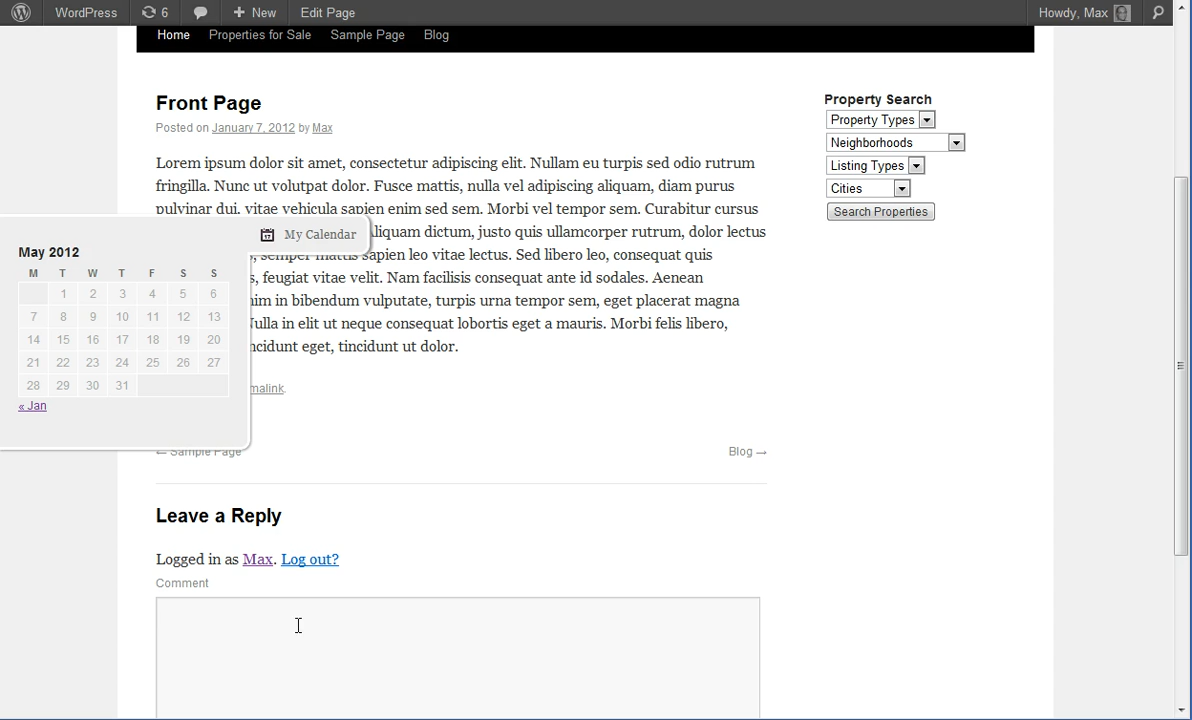 WordPress 6 New Edit Page Howdy, Max
Home Properties for Sale Sample Page Blog
Front Page
Posted on January 7, 2012 by Max
Lorem ipsum dolor sit amet, consectetur adipiscing elit. Nullam eu turpis sed odio rutrum
fringilla. Nunc ut volutpat dolor. Fusce mattis, nulla vel adipiscing aliquam, diam purus
pulvinar dui, vitae vehicula sapien enim sed sem. Morbi vel tempor sem. Curabitur cursus
Aliquam dictum, justo quis ullamcorper rutrum, dolor lectus
semper mattis sapien leo vitae lectus. Sed libero leo, consequat quis
s, feugiat vitae velit. Nam facilisis consequat ante id sodales. Aenean
nim in bibendum vulputate, turpis urna tempor sem, eget placerat magna
Nulla in elit ut neque consequat lobortis eget a mauris. Morbi felis libero,
ncidunt eget, tincidunt ut dolor.
malink.
My Calendar
May 2012
M T W T F S S
1 2 3 4 5 6
7 8 9 10 11 12 13
14 15 16 17 18 19 20
21 22 23 24 25 26 27
28 29 30 31
« Jan
← Sample Page Blog →
Leave a Reply
Logged in as Max. Log out?
Comment
Property Search
Property Types
Neighborhoods
Listing Types
Cities
Search Properties